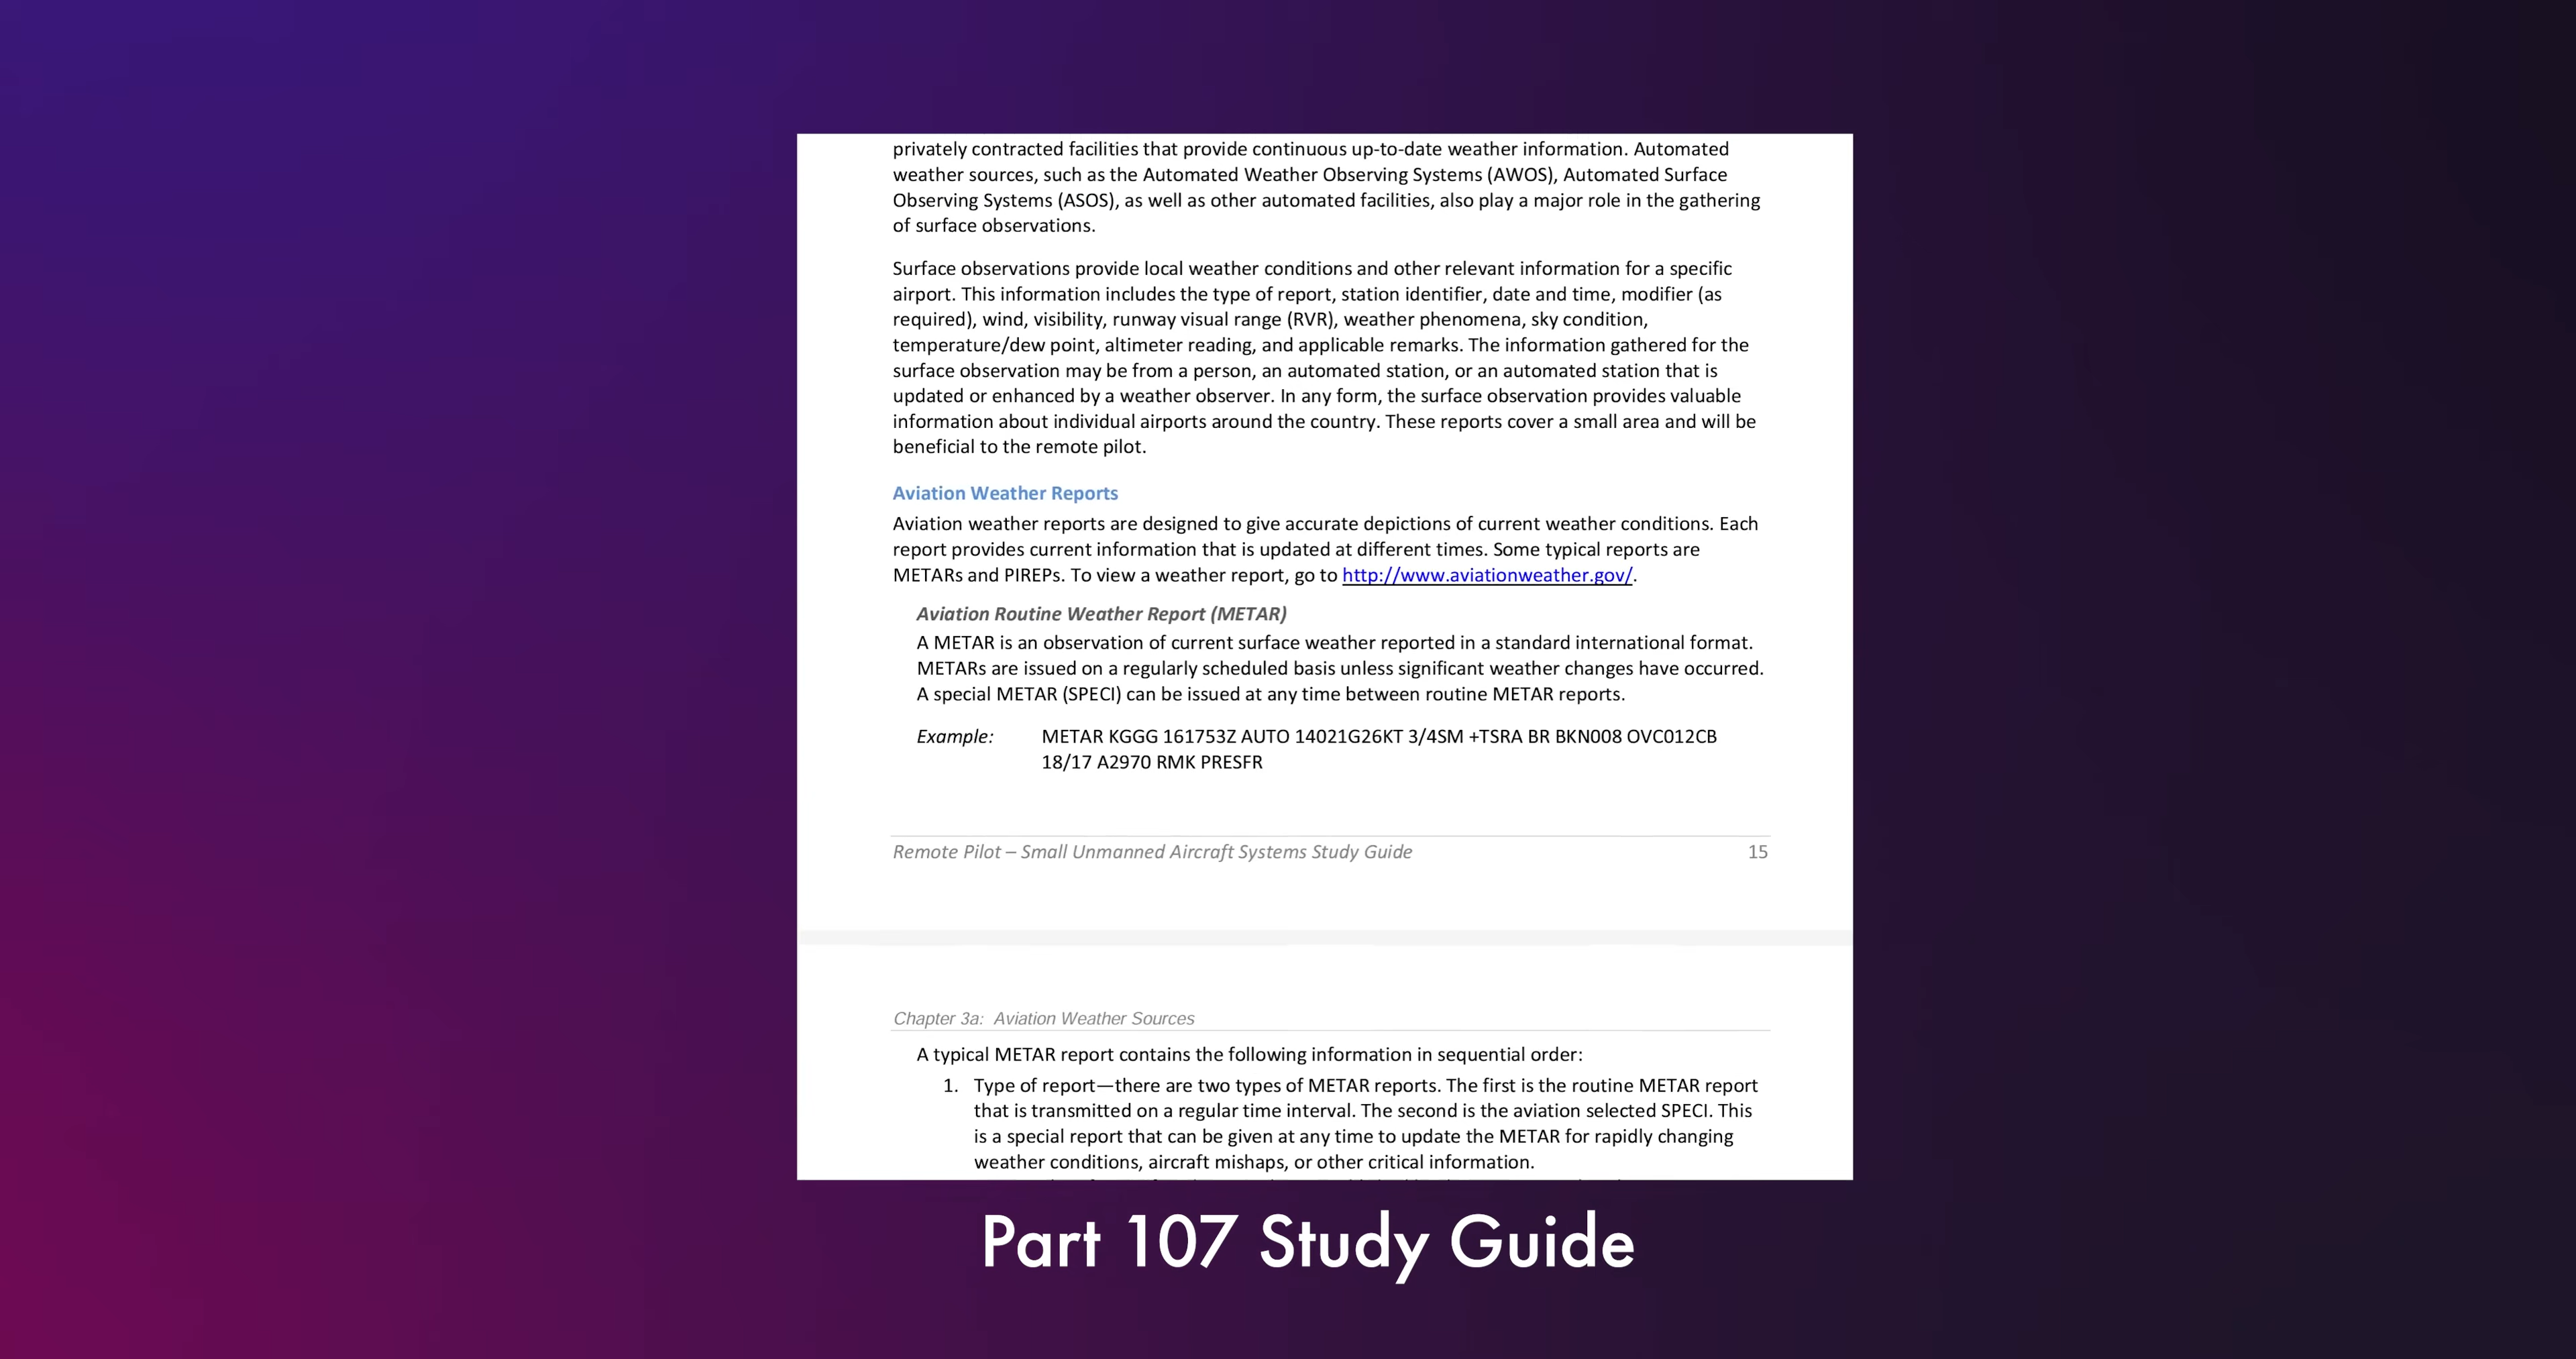 privately contracted facilities that provide continuous up-to-date weather information. Automated
weather sources, such as the Automated Weather Observing Systems (AWOS), Automated Surface
Observing Systems (ASOS), as well as other automated facilities, also play a major role in the gathering
of surface observations.
Surface observations provide local weather conditions and other relevant information for a specific
airport. This information includes the type of report, station identifier, date and time, modifier (as
required), wind, visibility, runway visual range (RVR), weather phenomena, sky condition,
temperature/dew point, altimeter reading, and applicable remarks. The information gathered for the
surface observation may be from a person, an automated station, or an automated station that is
updated or enhanced by a weather observer. In any form, the surface observation provides valuable
information about individual airports around the country. These reports cover a small area and will be
beneficial to the remote pilot.
Aviation Weather Reports
Aviation weather reports are designed to give accurate depictions of current weather conditions. Each
report provides current information that is updated at different times. Some typical reports are
METARs and PIREPs. To view a weather report, go to http://www.aviationweather.gov/.
Aviation Routine Weather Report (METAR)
A METAR is an observation of current surface weather reported in a standard international format.
METARs are issued on a regularly scheduled basis unless significant weather changes have occurred.
A special METAR (SPECI) can be issued at any time between routine METAR reports.
Example: METAR KGGG 161753Z AUTO 14021G26KT 3/4SM +TSRA BR BKN008 OVC012CB
18/17 A2970 RMK PRESFR
Remote Pilot – Small Unmanned Aircraft Systems Study Guide 15
Chapter 3a: Aviation Weather Sources
A typical METAR report contains the following information in sequential order:
1. Type of report—there are two types of METAR reports. The first is the routine METAR report
that is transmitted on a regular time interval. The second is the aviation selected SPECI. This
is a special report that can be given at any time to update the METAR for rapidly changing
weather conditions, aircraft mishaps, or other critical information.
Part 107 Study Guide